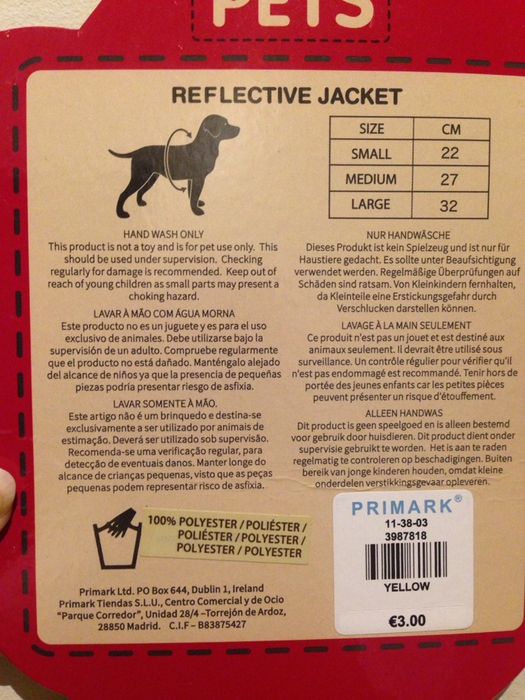 PETS
REFLECTIVE JACKET
SIZE CM
SMALL 22
MEDIUM 27
LARGE 32
HAND WASH ONLY
This product is not a toy and is for pet use only. This
should be used under supervision. Checking
regularly for damage is recommended. Keep out of
reach of young children as small parts may present a
choking hazard.
LAVAR À MÃO COM ÁGUA MORNA
Este producto no es un juguete y es para el uso
exclusivo de animales. Debe utilizarse bajo la
supervisión de un adulto. Compruebe regularmente
que el producto no está dañado. Manténgalo alejado
del alcance de niños ya que la presencia de pequeñas
piezas podría presentar riesgo de asfixia.
LAVAR SOMENTE À MÃO.
Este artigo não é um brinquedo e destina-se
exclusivamente a ser utilizado por animais de
estimação. Deverá ser utilizado sob supervisão.
Recomenda-se uma verificação regular, para
detecção de eventuais danos. Manter longe do
alcance de crianças pequenas, visto que as peças
pequenas podem representar risco de asfixia.
NUR HANDWÄSCHE
Dieses Produkt ist kein Spielzeug und ist nur für
Haustiere gedacht. Es sollte unter Beaufsichtigung
verwendet werden. Regelmäßige Überprüfungen auf
Schäden sind ratsam. Von Kleinkindern fernhalten,
da Kleinteile eine Erstickungsgefahr durch
Verschlucken darstellen können.
LAVAGE À LA MAIN SEULEMENT
Ce produit n'est pas un jouet et est destiné aux
animaux seulement. Il devrait être utilisé sous
surveillance. Un contrôle régulier pour vérifier qu'il
n'est pas endommagé est recommandé. Tenir hors de
portée des jeunes enfants car les petites pièces
peuvent présenter un risque d'étouffement.
ALLEEN HANDWAS
Dit product is geen speelgoed en is alleen bestemd
voor gebruik door huisdieren. Dit product dient onder
supervisie gebruikt te worden. Het is aan te raden
regelmatig te controleren op beschadigingen. Buiten
bereik van jonge kinderen houden, omdat kleine
onderdelen verstikkingsgevaar opleveren.
100% POLYESTER / POLIÉSTER /
POLIÉSTER / POLYESTER /
POLYESTER / POLYESTER
Primark Ltd. PO Box 644, Dublin 1, Ireland
Primark Tiendas S.L.U., Centro Comercial y de Ocio
"Parque Corredor", Unidad 28/4 –Torrejón de Ardoz,
28850 Madrid. C.I.F – B83875427
PRIMARK®
11-38-03
3987818
YELLOW
€3.00